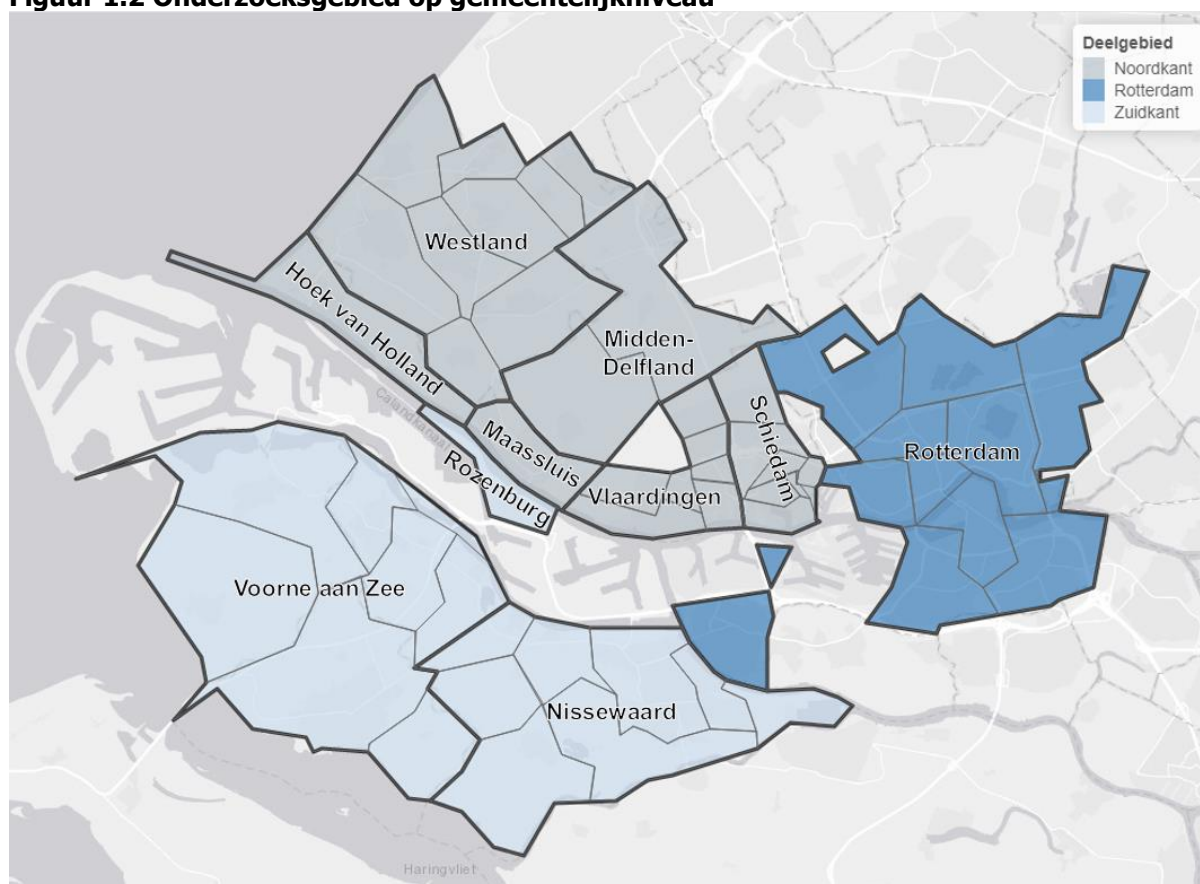 Figuur 1.2 Onderzoeksgebied op gemeentelijkniveau
Deelgebied
Noordkant
Rotterdam
Zuidkant
Westland
Hoek van Holland
Midden-
Delfland
Schiedam
Rotterdam
Maassluis
Rozenburg
Vlaardingen
Calandkanaal
Voorne aan Zee
Nissewaard
Haringvliet